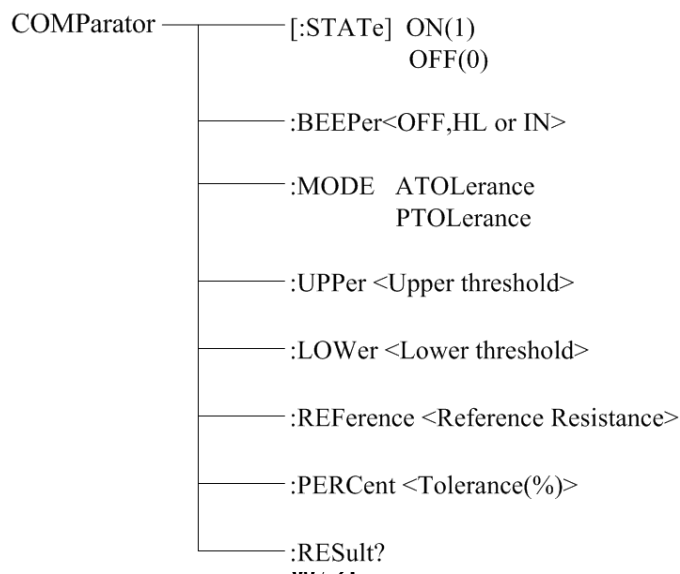 COMParator [:STATe] ON(1)
OFF(0)
:BEEPer<OFF,HL or IN>
:MODE ATOLerance
PTOLerance
:UPPer <Upper threshold>
:LOWer <Lower threshold>
:REFerence <Reference Resistance>
:PERCent <Tolerance(%)>
:RESult?